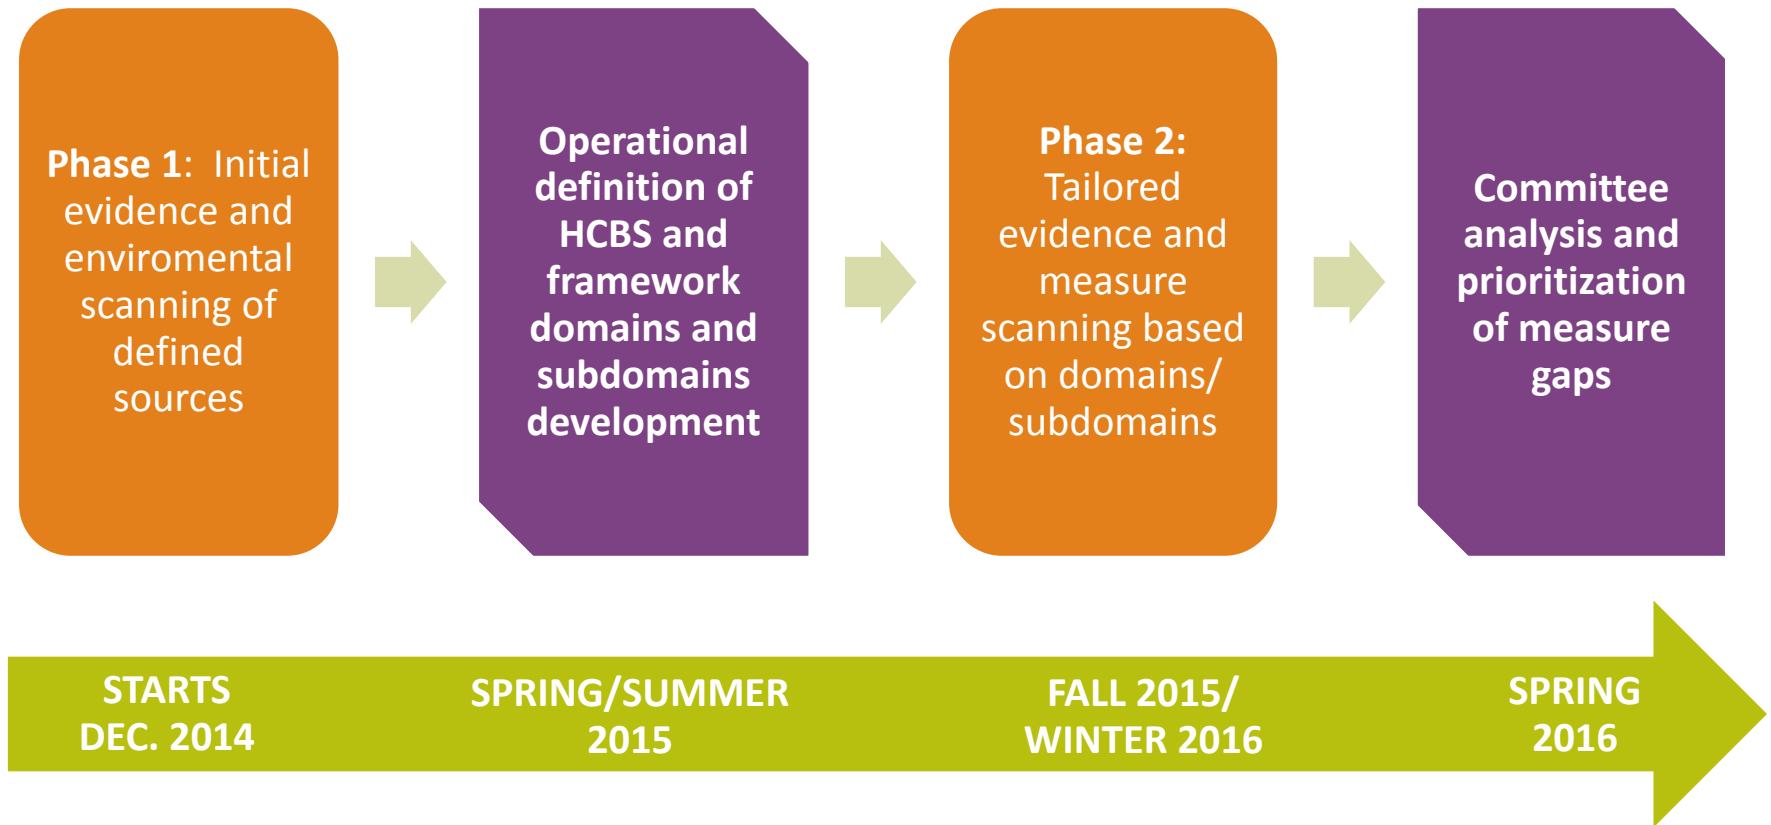 Phase 1:  Initial
evidence and
enviromental
scanning of
defined
sources
Operational
definition of
HCBS and
framework
domains and
subdomains
development
Phase 2:
Tailored
evidence and
measure
scanning based
on domains/
subdomains
Committee
analysis and
prioritization
of measure
gaps
STARTS
DEC. 2014
SPRING/SUMMER
2015
FALL 2015/
WINTER 2016
SPRING
2016